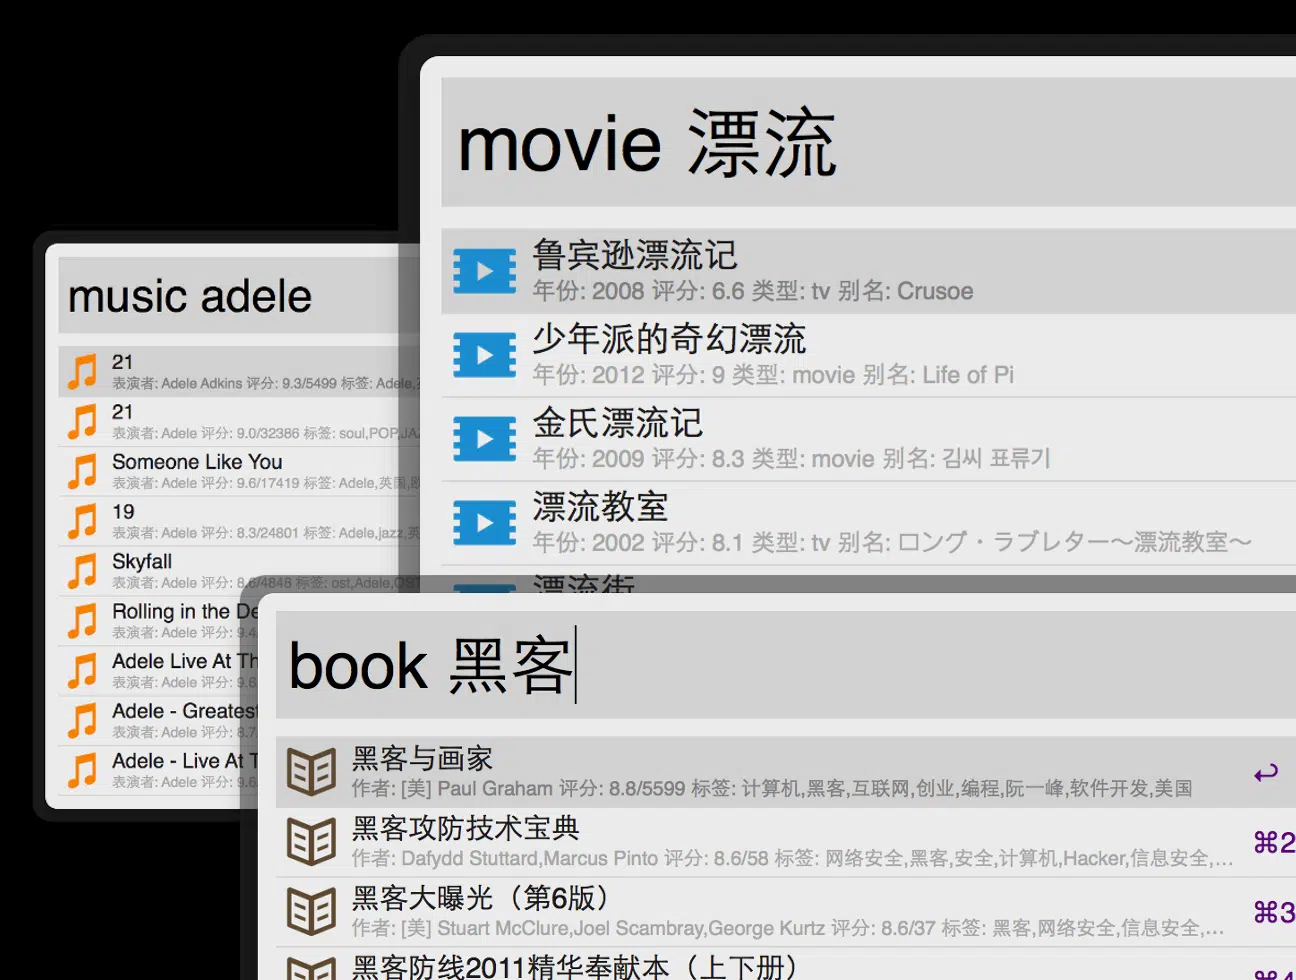 movie 漂流
鲁宾逊漂流记
年份: 2008 评分: 6.6 类型: tv 别名: Crusoe
少年派的奇幻漂流
年份: 2012 评分: 9 类型: movie 别名: Life of Pi
金氏漂流记
年份: 2009 评分: 8.3 类型: movie 别名: 김씨 표류기
漂流教室
年份: 2002 评分: 8.1 类型: tv 别名: ロング・ラブレター～漂流教室～
漂流街
music adele
21
表演者: Adele Adkins 评分: 9.3/5499 标签: Adele,
21
表演者: Adele 评分: 9.0/32386 标签: soul,POP,JA
Someone Like You
表演者: Adele 评分: 9.6/17419 标签: Adele,英国,
19
表演者: Adele 评分: 8.3/24801 标签: Adele,jazz,英
Skyfall
表演者: Adele 评分: 8.6/4848 标签: ost,Adele,OST
Rolling in the De
表演者: Adele 评分: 9.4
Adele Live At Th
表演者: Adele 评分: 9.6
Adele - Greatest
表演者: Adele 评分: 8.7
Adele - Live At T
表演者: Adele 评分: 9.6
book 黑客
黑客与画家
作者: [美] Paul Graham 评分: 8.8/5599 标签: 计算机,黑客,互联网,创业,编程,阮一峰,软件开发,美国
↩
黑客攻防技术宝典
作者: Dafydd Stuttard,Marcus Pinto 评分: 8.6/58 标签: 网络安全,黑客,安全,计算机,Hacker,信息安全,...
⌘2
黑客大曝光（第6版）
作者: [美] Stuart McClure,Joel Scambray,George Kurtz 评分: 8.6/37 标签: 黑客,网络安全,信息安全,...
⌘3
黑客防线2011精华奉献本（上下册）
⌘4